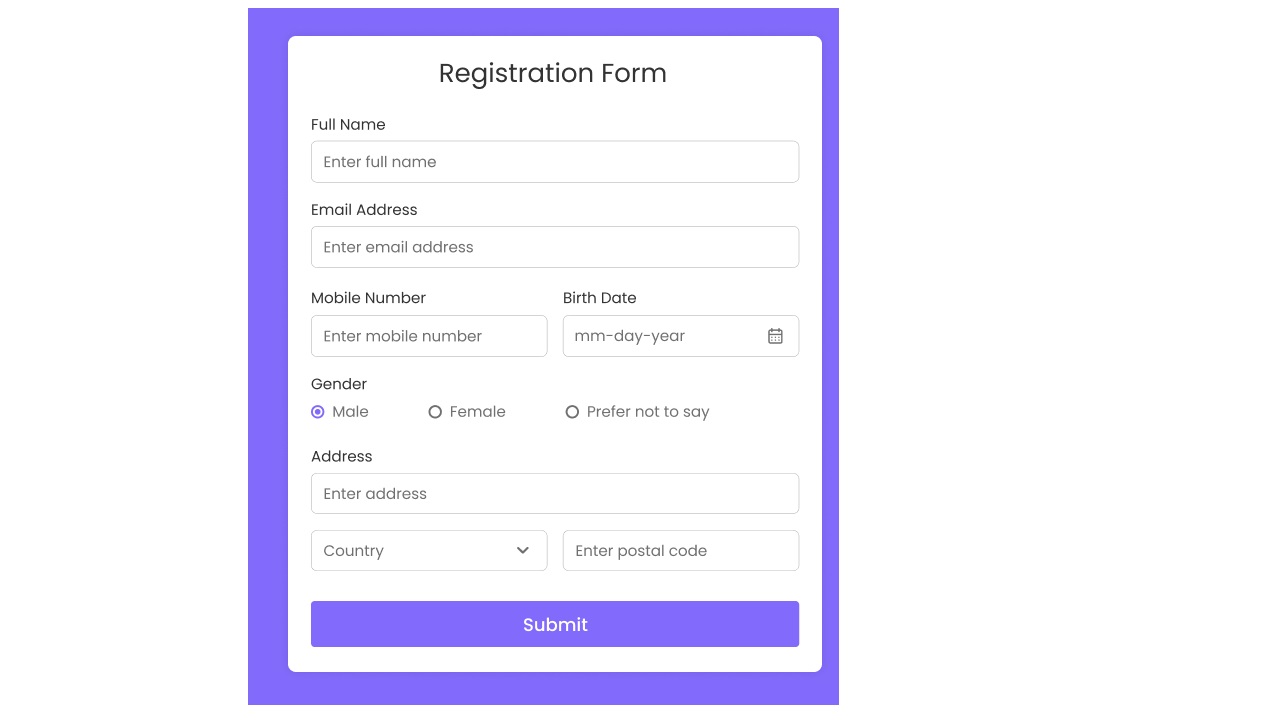 Registration Form
Full Name
Enter full name
Email Address
Enter email address
Mobile Number Birth Date
Enter mobile number mm-day-year
Gender
Male Female Prefer not to say
Address
Enter address
Country Enter postal code
Submit